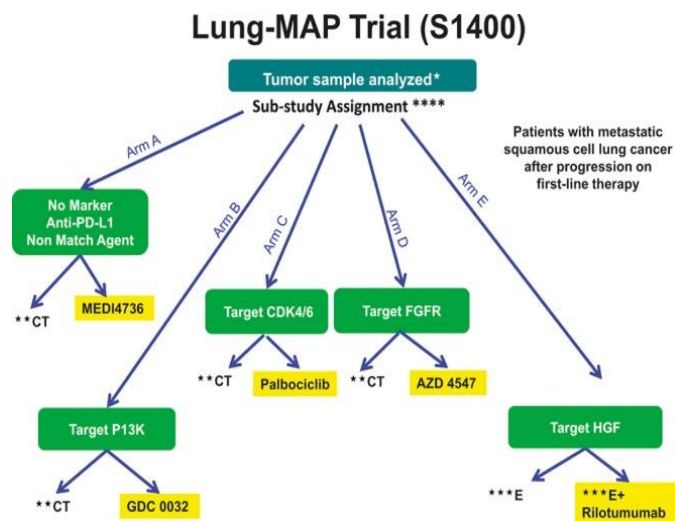 Lung-MAP Trial (S1400)
Tumor sample analyzed*
Sub-study Assignment ****
Patients with metastatic
squamous cell lung cancer
after progression on
first-line therapy
Arm A
Arm B
Arm C
Arm D
Arm E
No Marker
Anti-PD-L1
Non Match Agent
**CT
MEDI4736
Target CDK4/6
**CT
Palbociclib
Target FGFR
**CT
AZD 4547
Target P13K
**CT
GDC 0032
Target HGF
***E
***E+
Rilotumumab